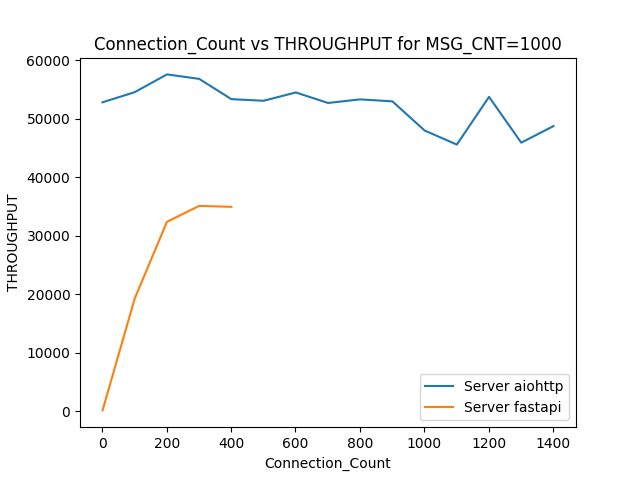 Connection_Count vs THROUGHPUT for MSG_CNT=1000
60000
50000
40000
30000
20000
10000
0
THROUGHPUT
0 200 400 600 800 1000 1200 1400
Connection_Count
Server aiohttp
Server fastapi